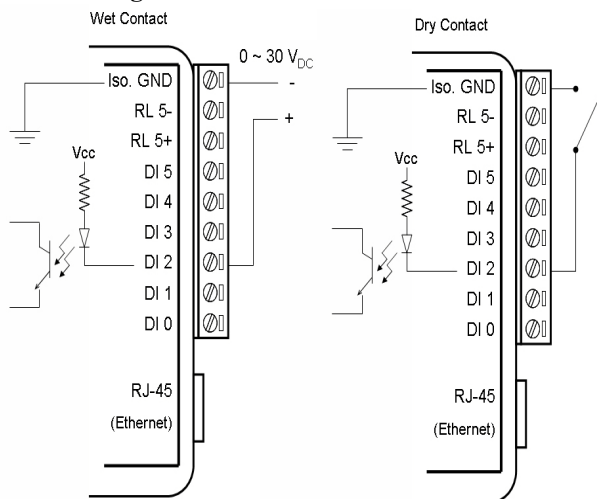 Wet Contact
0 ~ 30 VDC
Iso. GND
-
RL 5-
+
RL 5+
Vcc
DI 5
DI 4
DI 3
DI 2
DI 1
DI 0
RJ-45
(Ethernet)
Dry Contact
Iso. GND
RL 5-
RL 5+
Vcc
DI 5
DI 4
DI 3
DI 2
DI 1
DI 0
RJ-45
(Ethernet)